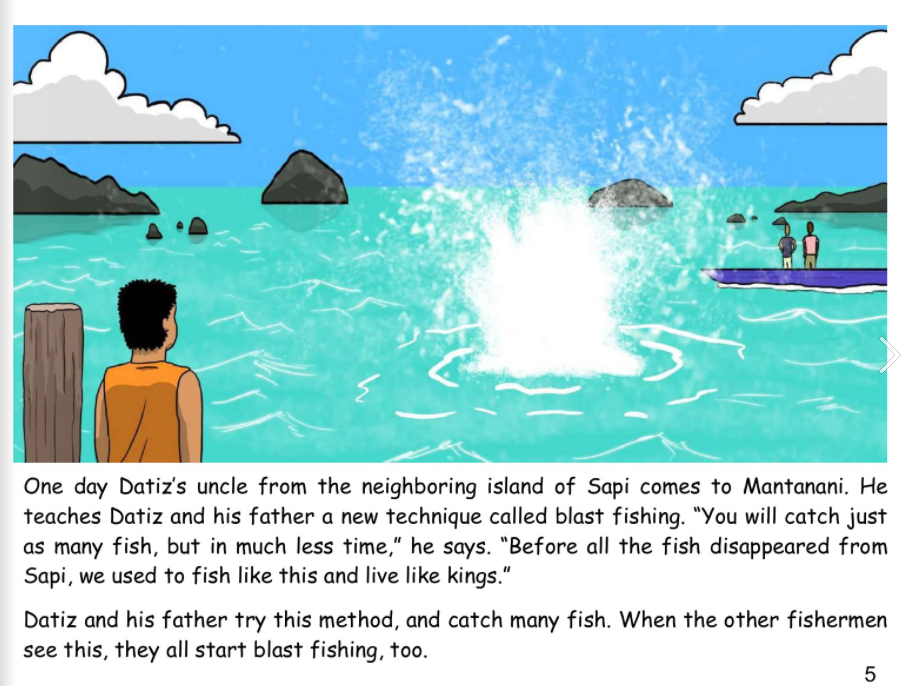 One day Datiz's uncle from the neighboring island of Sapi comes to Mantanani. He
teaches Datiz and his father a new technique called blast fishing. “You will catch just
as many fish, but in much less time,” he says. “Before all the fish disappeared from
Sapi, we used to fish like this and live like kings.”
Datiz and his father try this method, and catch many fish. When the other fishermen
see this, they all start blast fishing, too.
5